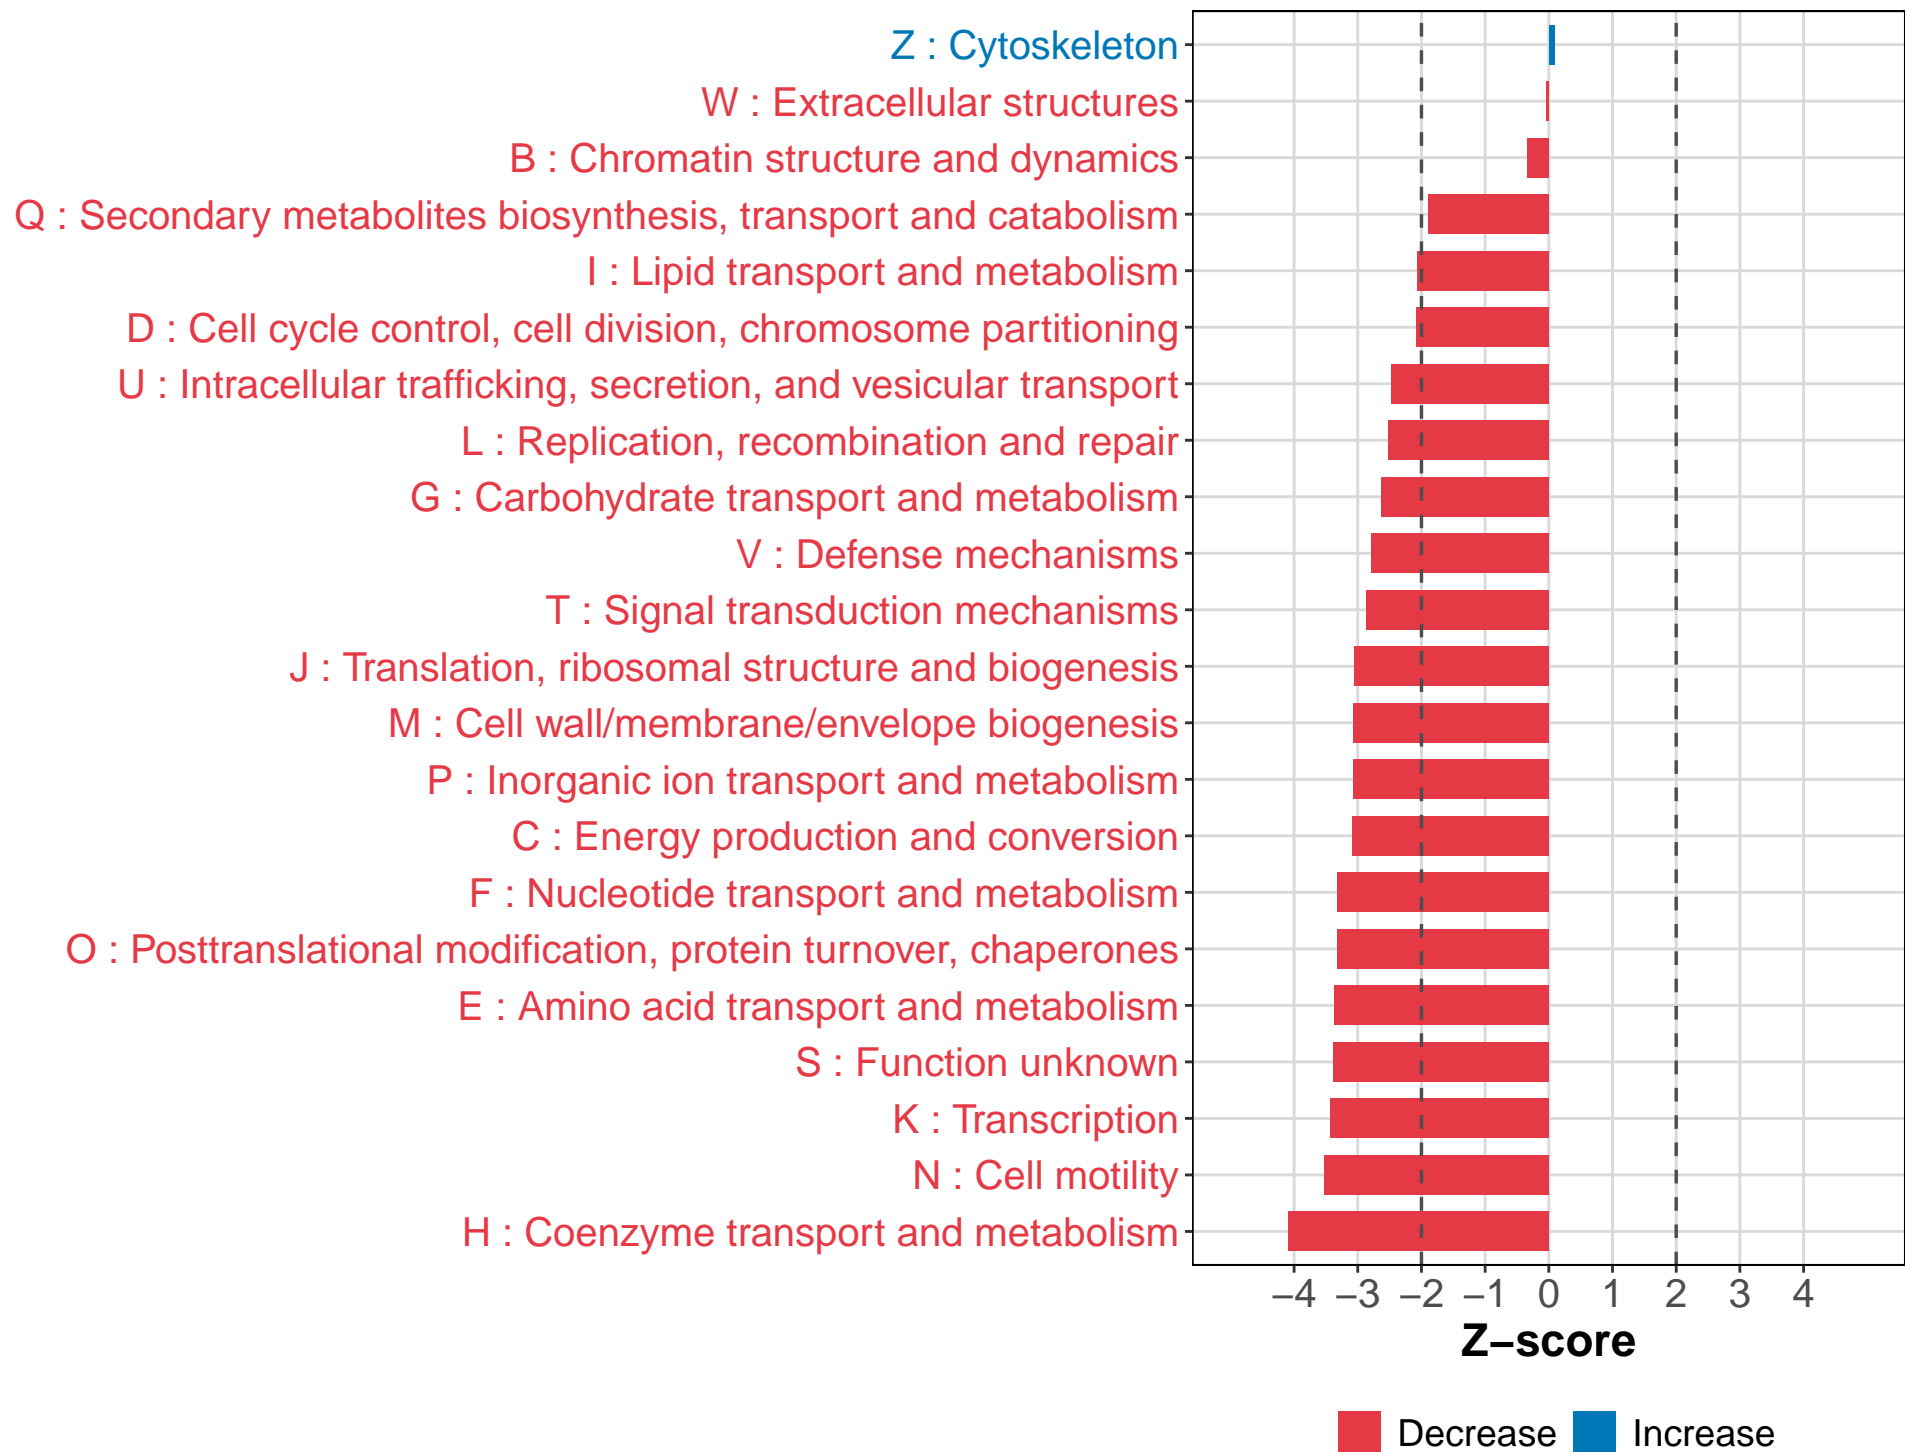 Z : Cytoskeleton
W : Extracellular structures
B : Chromatin structure and dynamics
Q : Secondary metabolites biosynthesis, transport and catabolism
I : Lipid transport and metabolism
D : Cell cycle control, cell division, chromosome partitioning
U : Intracellular trafficking, secretion, and vesicular transport
L : Replication, recombination and repair
G : Carbohydrate transport and metabolism
V : Defense mechanisms
T : Signal transduction mechanisms
J : Translation, ribosomal structure and biogenesis
M : Cell wall/membrane/envelope biogenesis
P : Inorganic ion transport and metabolism
C : Energy production and conversion
F : Nucleotide transport and metabolism
O : Posttranslational modification, protein turnover, chaperones
E : Amino acid transport and metabolism
S : Function unknown
K : Transcription
N : Cell motility
H : Coenzyme transport and metabolism
−4 −3 −2 −1 0 1 2 3 4
Z−score
Decrease Increase